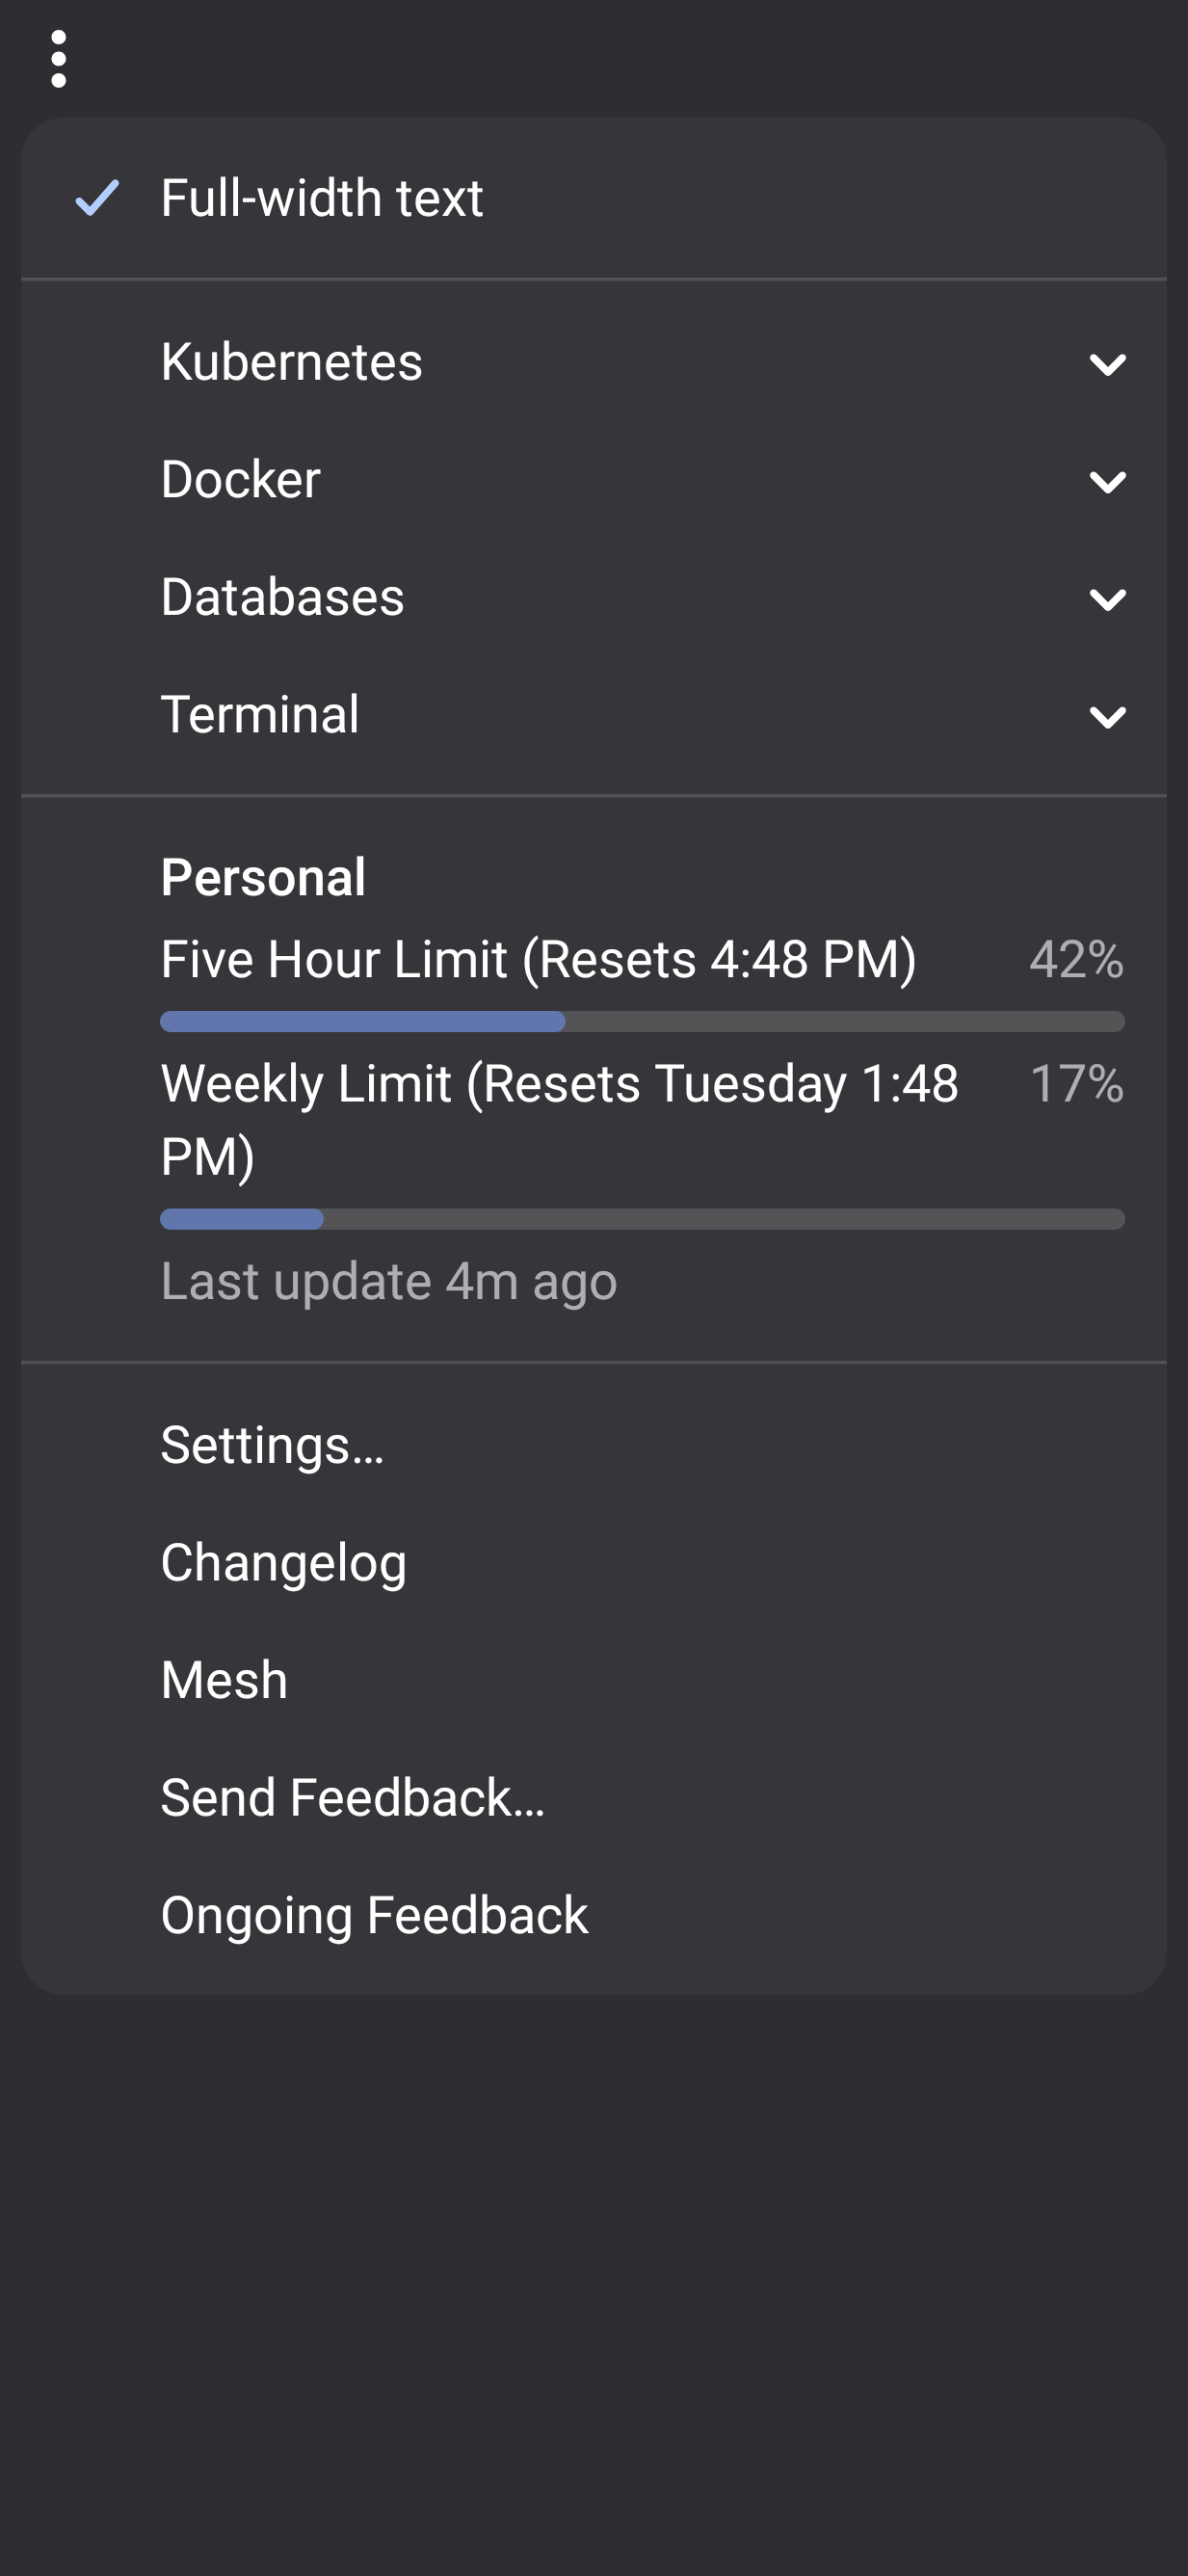 Full-width text
Kubernetes
Docker
Databases
Terminal
Personal
Five Hour Limit (Resets 4:48 PM) 42%
Weekly Limit (Resets Tuesday 1:48 17%
PM)
Last update 4m ago
Settings…
Changelog
Mesh
Send Feedback…
Ongoing Feedback